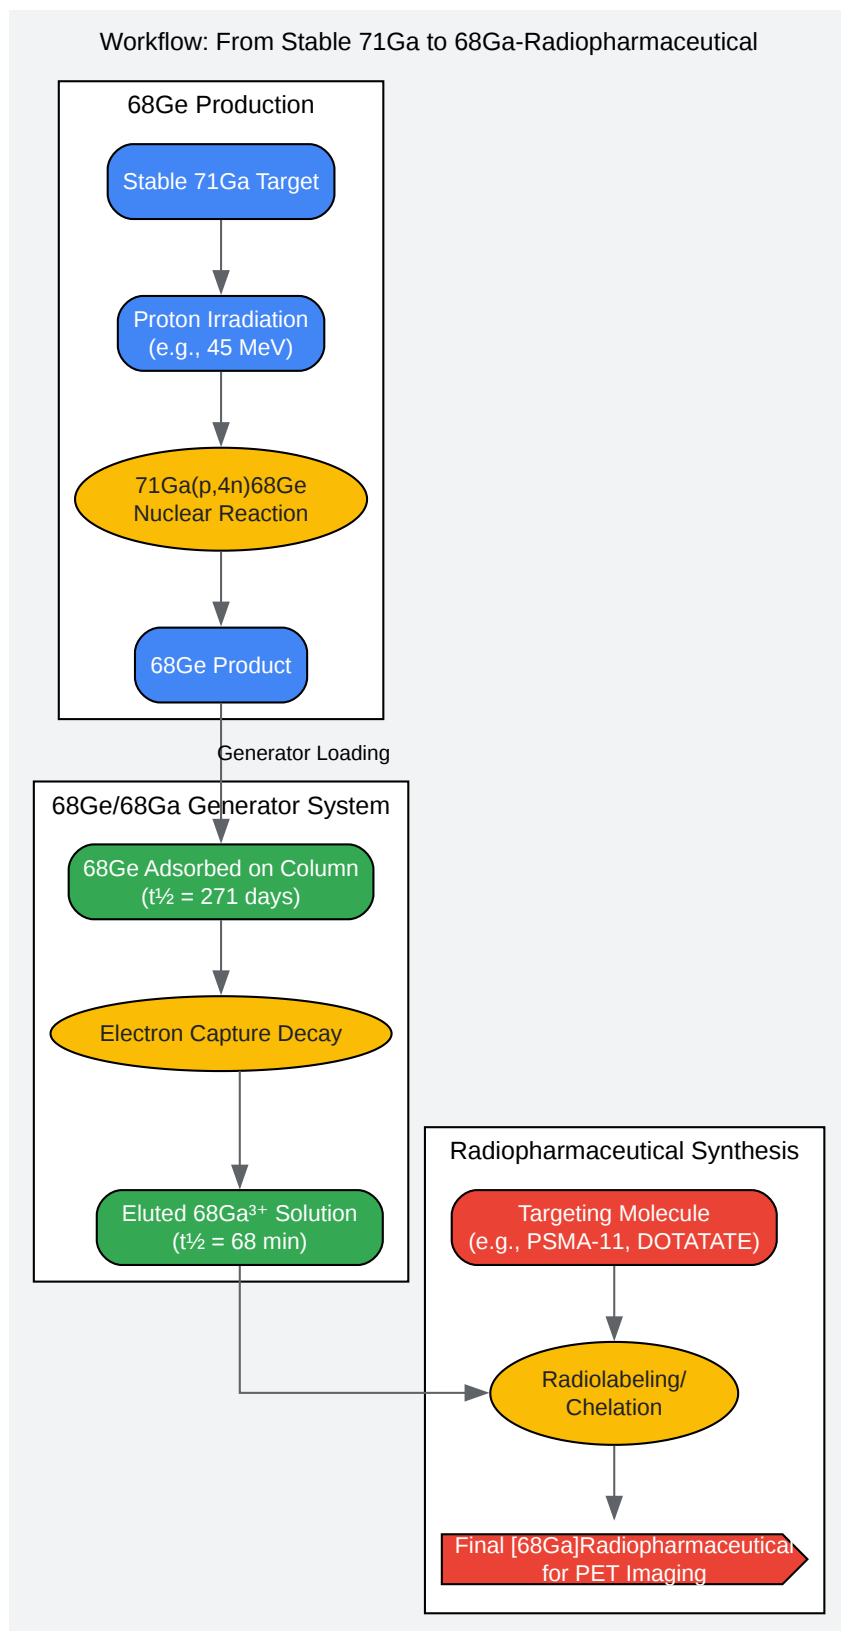 Workflow: From Stable 71Ga to 68Ga-Radiopharmaceutical
68Ge Production
Stable 71Ga Target
Proton Irradiation
(e.g., 45 MeV)
71Ga(p,4n)68Ge
Nuclear Reaction
68Ge Product
Generator Loading
68Ge/68Ga Generator System
68Ge Adsorbed on Column
(t½ = 271 days)
Electron Capture Decay
Eluted 68Ga³⁺ Solution
(t½ = 68 min)
Radiopharmaceutical Synthesis
Targeting Molecule
(e.g., PSMA-11, DOTATATE)
Radiolabeling/
Chelation
Final [68Ga]Radiopharmaceutical
for PET Imaging